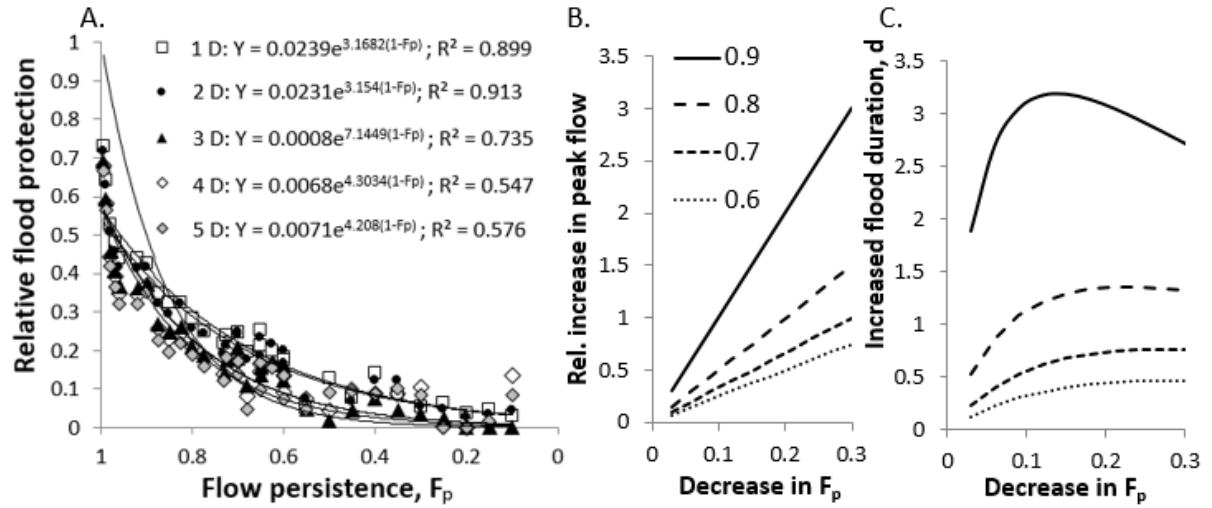 A.
1 D: Y = 0.0239e^3.1682(1-Fp) ; R² = 0.899
2 D: Y = 0.0231e^3.154(1-Fp); R² = 0.913
3 D: Y = 0.0008e^7.1449(1-Fp); R² = 0.735
4 D: Y = 0.0068e^4.3034(1-Fp); R² = 0.547
5 D: Y = 0.0071e^4.208(1-Fp) ; R² = 0.576
Relative flood protection
1
0.9
0.8
0.7
0.6
0.5
0.4
0.3
0.2
0.1
0
1 0.8 0.6 0.4 0.2 0
Flow persistence, Fp
B.
Rel. increase in peak flow
3.5
3
2.5
2
1.5
1
0.5
0
0.9
0.8
0.7
0.6
0 0.1 0.2 0.3
Decrease in Fp
C.
Increased flood duration, d
3.5
3
2.5
2
1.5
1
0.5
0
0 0.1 0.2 0.3
Decrease in Fp